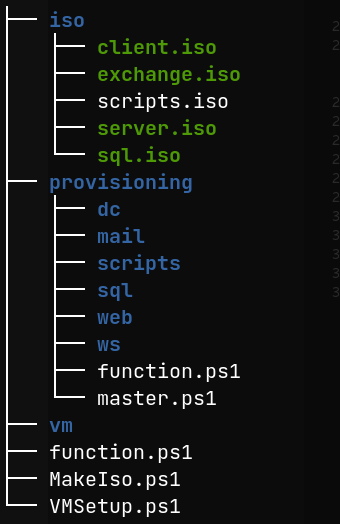 iso
client.iso
exchange.iso
scripts.iso
server.iso
sql.iso
provisioning
dc
mail
scripts
sql
web
ws
function.ps1
master.ps1
vm
function.ps1
MakeIso.ps1
VMSetup.ps1